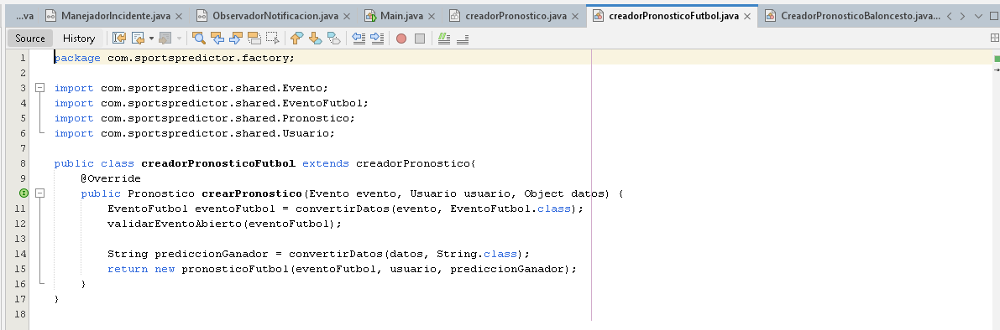 ...va ManejadorIncidente.java ObservadorNotificacion.java Main.java creadorPronostico.java creadorPronosticoFutbol.java CreadorPronosticoBaloncesto.java...
Source History
1 package com.sportspredictor.factory;
2
3 import com.sportspredictor.shared.Evento;
4 import com.sportspredictor.shared.EventoFutbol;
5 import com.sportspredictor.shared.Pronostico;
6 import com.sportspredictor.shared.Usuario;
7
8 public class creadorPronosticoFutbol extends creadorPronostico{
9 @Override
public Pronostico crearPronostico(Evento evento, Usuario usuario, Object datos) {
11 EventoFutbol eventoFutbol = convertirDatos(evento, EventoFutbol.class);
12 validarEventoAbierto(eventoFutbol);
13
14 String prediccionGanador = convertirDatos(datos, String.class);
15 return new pronosticoFutbol(eventoFutbol, usuario, prediccionGanador);
16 }
17 }
18